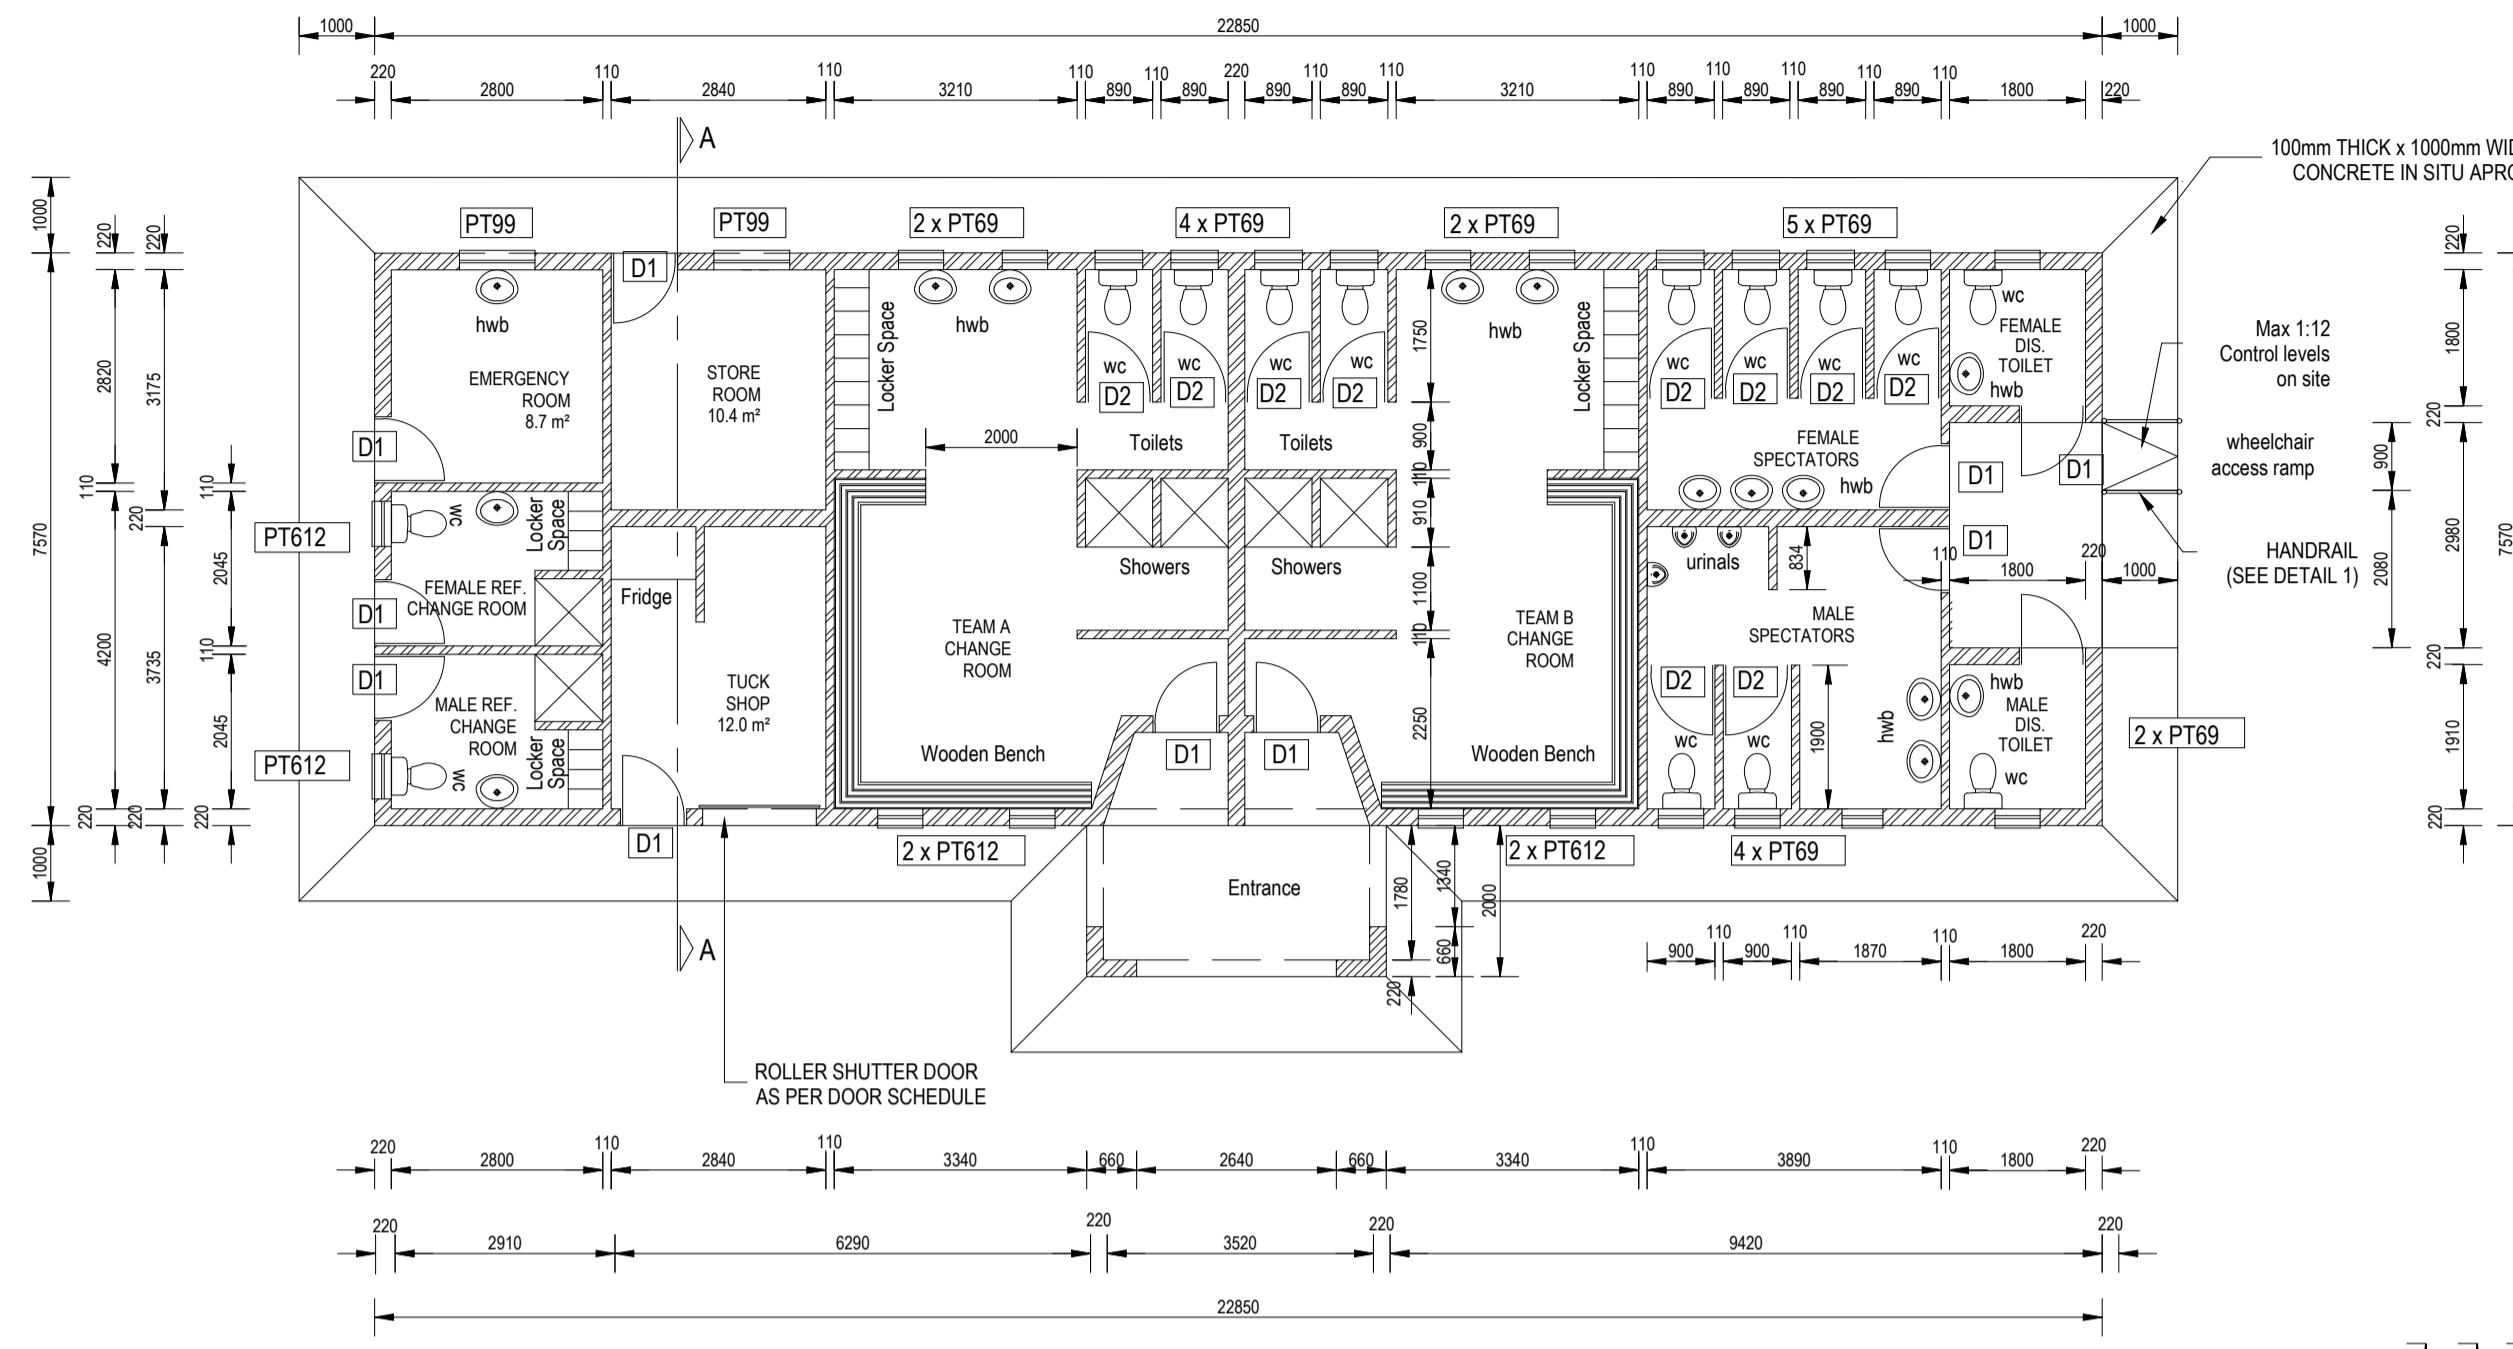 1000
22850
1000
220
2800
110
2840
110
3210
110
890
110
890
220
890
110
890
110
3210
110
890
110
890
110
890
110
890
110
1800
220
A
100mm THICK x 1000mm
CONCRETE IN SITU
PT99
PT99
2 x PT69
4 x PT69
2 x PT69
5 x PT69
D1
hwb
EMERGENCY
ROOM
8.7 m²
STORE
ROOM
10.4 m²
Locker Space
hwb
wc
D2
wc
D2
wc
D2
wc
D2
Toilets
Toilets
2000
1750
900
110
910
1100
110
2250
hwb
Locker Space
wc
D2
wc
D2
wc
D2
wc
D2
wc
FEMALE
DIS.
TOILET
hwb
FEMALE
SPECTATORS
hwb
D1
D1
D1
Max 1:12
Control levels
on site
wheelchair
access ramp
HANDRAIL
(SEE DETAIL 1)
1000
7570
1000
220
2820
110
4200
220
220
3175
220
3735
220
110
2045
110
2045
220
D1
PT612
wc
Locker
Space
FEMALE REF.
CHANGE ROOM
D1
D1
MALE REF.
CHANGE
ROOM
PT612
wc
Locker
Space
Fridge
TUCK
SHOP
12.0 m²
D1
TEAM A
CHANGE
ROOM
Showers
Showers
TEAM B
CHANGE
ROOM
Wooden Bench
D1
D1
Wooden Bench
urinals
834
110
1800
220
1000
MALE
SPECTATORS
D2
D2
wc
wc
1900
hwb
hwb
MALE
DIS.
TOILET
wc
2 x PT69
220
1800
220
2980
220
1910
220
900
2080
7570
2 x PT612
2 x PT612
4 x PT69
Entrance
1780
220
1340
660
2000
A
900
110
900
110
1870
110
1800
220
ROLLER SHUTTER DOOR
AS PER DOOR SCHEDULE
220
2800
110
2840
110
3340
660
2640
660
3340
110
3890
110
1800
220
220
2910
6290
220
3520
220
9420
220
22850